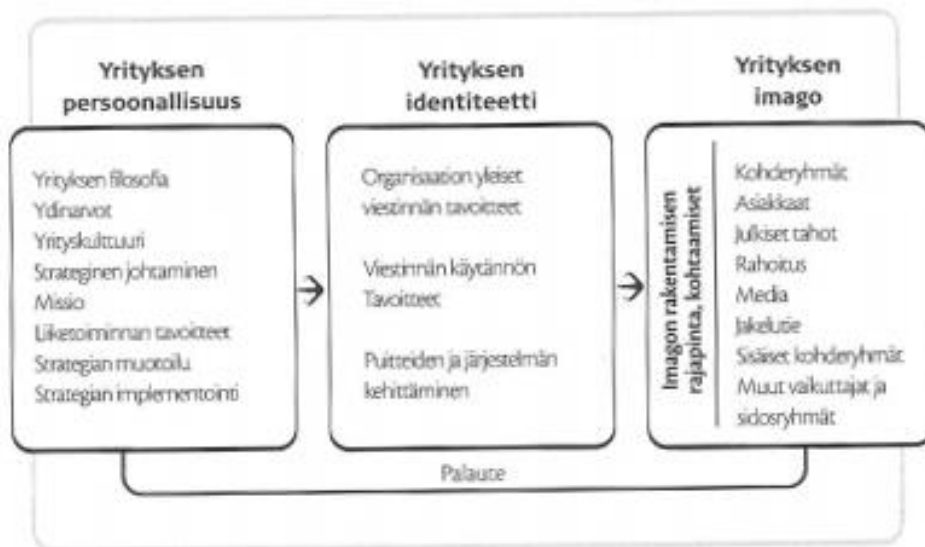 Yrityksen
persoonallisuus
Yrityksen filosofia
Ydinarvot
Yrityskulttuuri
Strateginen johtaminen
Missio
Liiketoiminnan tavoitteet
Strategian muotoilu
Strategian implementointi
Yrityksen
identiteetti
Organisaation yleiset
viestinnän tavoitteet
Viestinnän käytännön
Tavoitteet
Puitteiden ja järjestelmän
kehittäminen
Yrityksen
imago
Imagon rakentamisen
rajapinta, kohtaamiset
Kohderyhmät
Asiakkaat
Julkiset tahot
Rahoitus
Media
Jakelutie
Sisäiset kohderyhmät
Muut vaikuttajat ja
sidosryhmät
Palaute